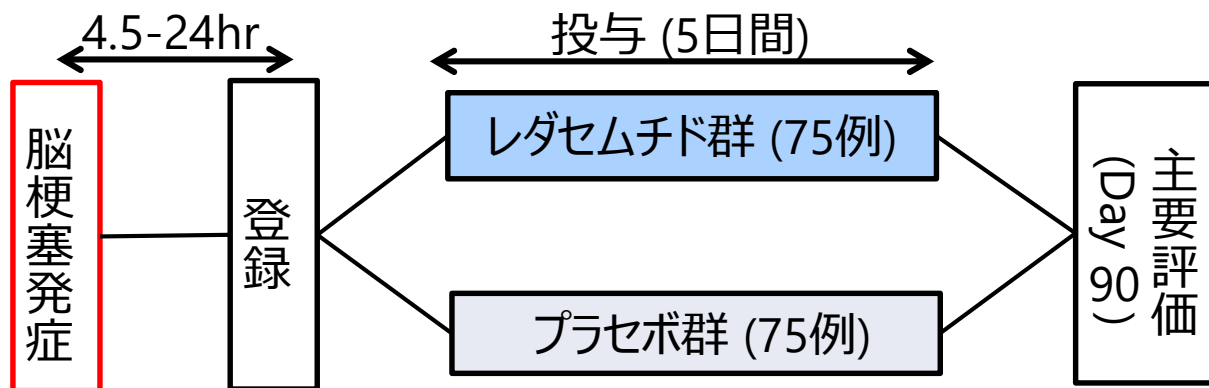 4.5-24hr
投与 (5日間)
脳梗塞発症
登録
レダセムチド群 (75例)
プラセボ群 (75例)
主要評価
(Day 90)